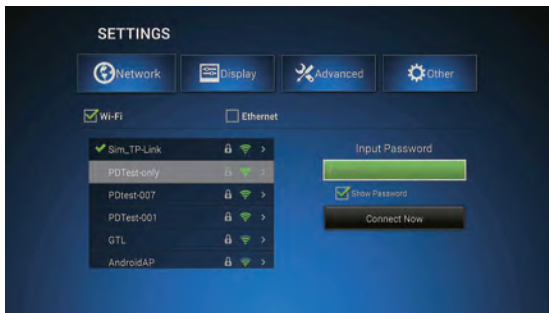 SETTINGS
Network
Display
Advanced
Other
Wi-Fi
Ethernet
Sim_TP-Link
PDTest-only
PDtest-007
PDTest-001
GTL
AndroidAP
Input Password
Show Password
Connect Now